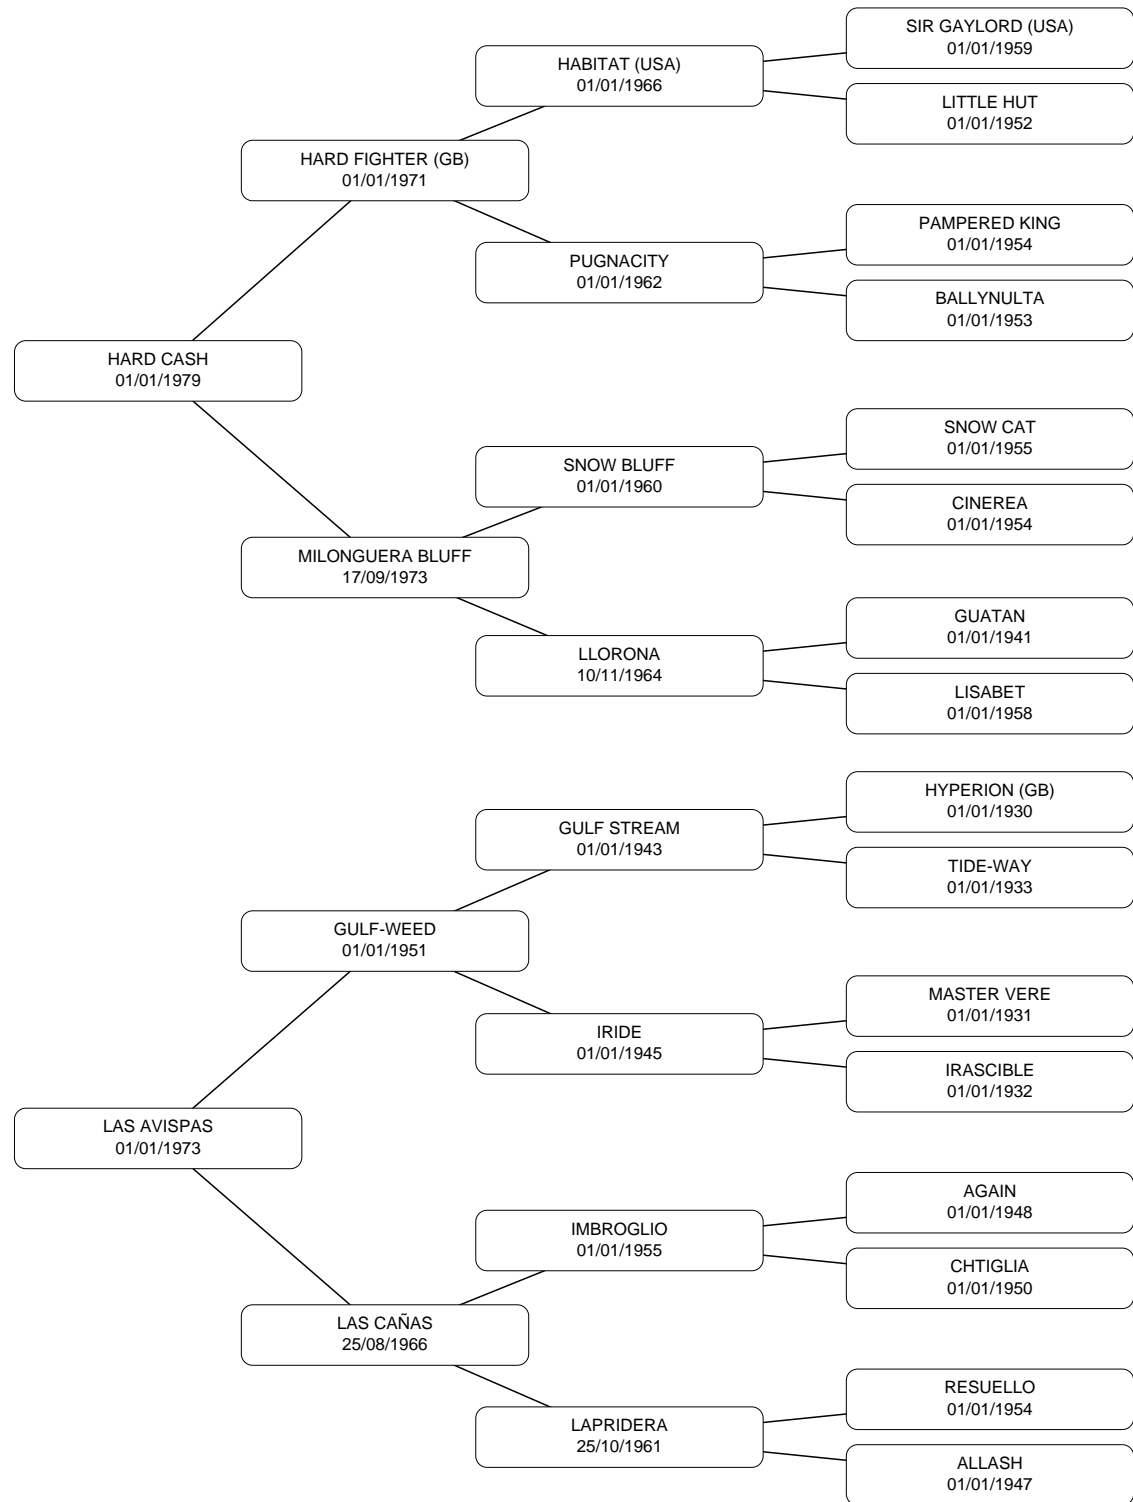 SIR GAYLORD (USA)
01/01/1959
HABITAT (USA)
01/01/1966
LITTLE HUT
01/01/1952
HARD FIGHTER (GB)
01/01/1971
PAMPERED KING
01/01/1954
PUGNACITY
01/01/1962
BALLYNULTA
01/01/1953
HARD CASH
01/01/1979
SNOW CAT
01/01/1955
SNOW BLUFF
01/01/1960
CINEREA
01/01/1954
MILONGUERA BLUFF
17/09/1973
GUATAN
01/01/1941
LLORONA
10/11/1964
LISABET
01/01/1958
HYPERION (GB)
01/01/1930
GULF STREAM
01/01/1943
TIDE-WAY
01/01/1933
GULF-WEED
01/01/1951
MASTER VERE
01/01/1931
IRIDE
01/01/1945
IRASCIBLE
01/01/1932
LAS AVISPAS
01/01/1973
AGAIN
01/01/1948
IMBROGLIO
01/01/1955
CHTIGLIA
01/01/1950
LAS CAÑAS
25/08/1966
RESUELLO
01/01/1954
LAPRIDERA
25/10/1961
ALLASH
01/01/1947